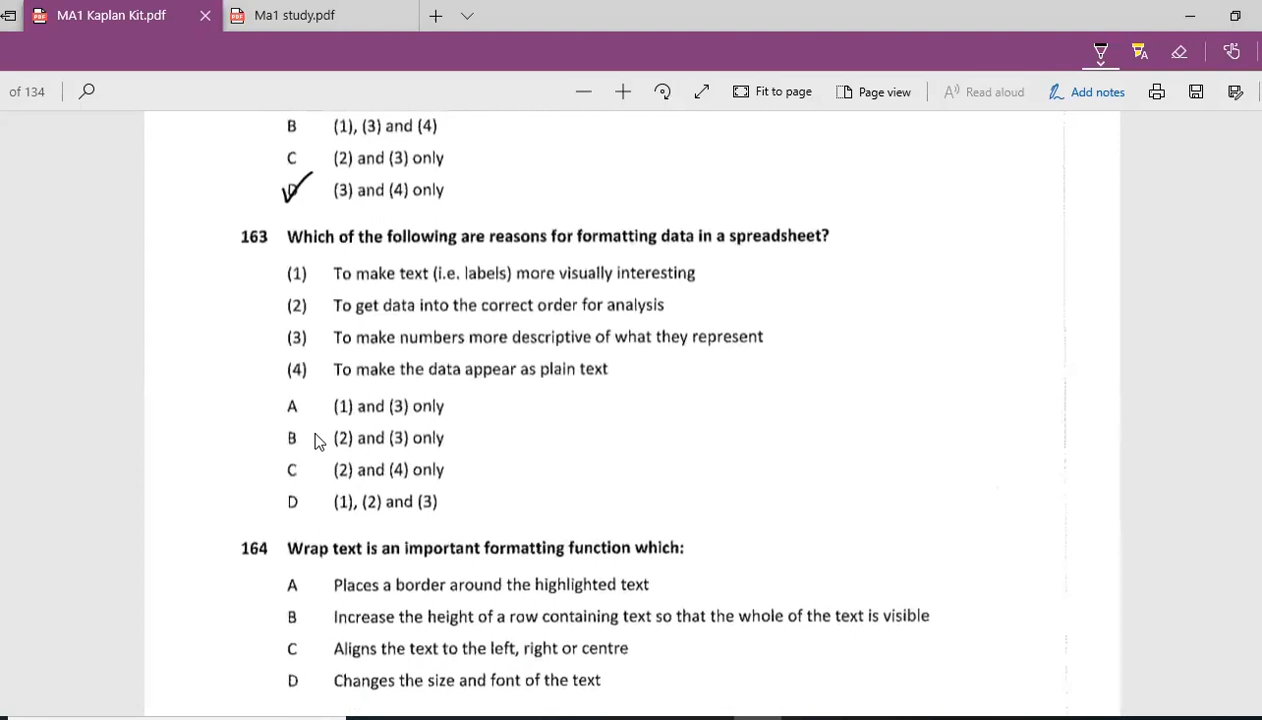 Ma1 Kaplan Kit.pdf
Ma1 study.pdf
of 134
Fit to page
Page view
Read aloud
Add notes
B (1), (3) and (4)
C (2) and (3) only
D (3) and (4) only
163 Which of the following are reasons for formatting data in a spreadsheet?
(1) To make text (i.e. labels) more visually interesting
(2) To get data into the correct order for analysis
(3) To make numbers more descriptive of what they represent
(4) To make the data appear as plain text
A (1) and (3) only
B (2) and (3) only
C (2) and (4) only
D (1), (2) and (3)
164 Wrap text is an important formatting function which:
A Places a border around the highlighted text
B Increase the height of a row containing text so that the whole of the text is visible
C Aligns the text to the left, right or centre
D Changes the size and font of the text